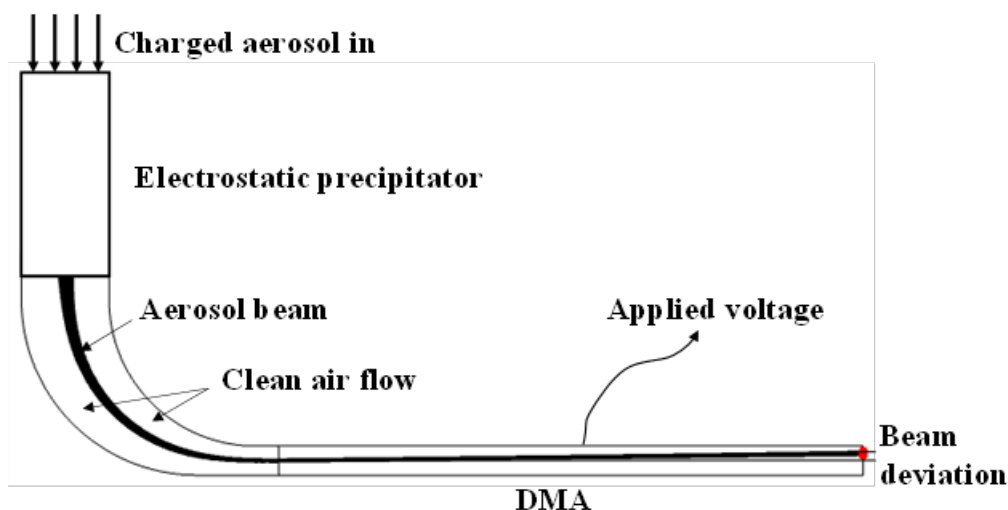 Charged aerosol in
Electrostatic precipitator
Aerosol beam
Applied voltage
Clean air flow
Beam
deviation
DMA